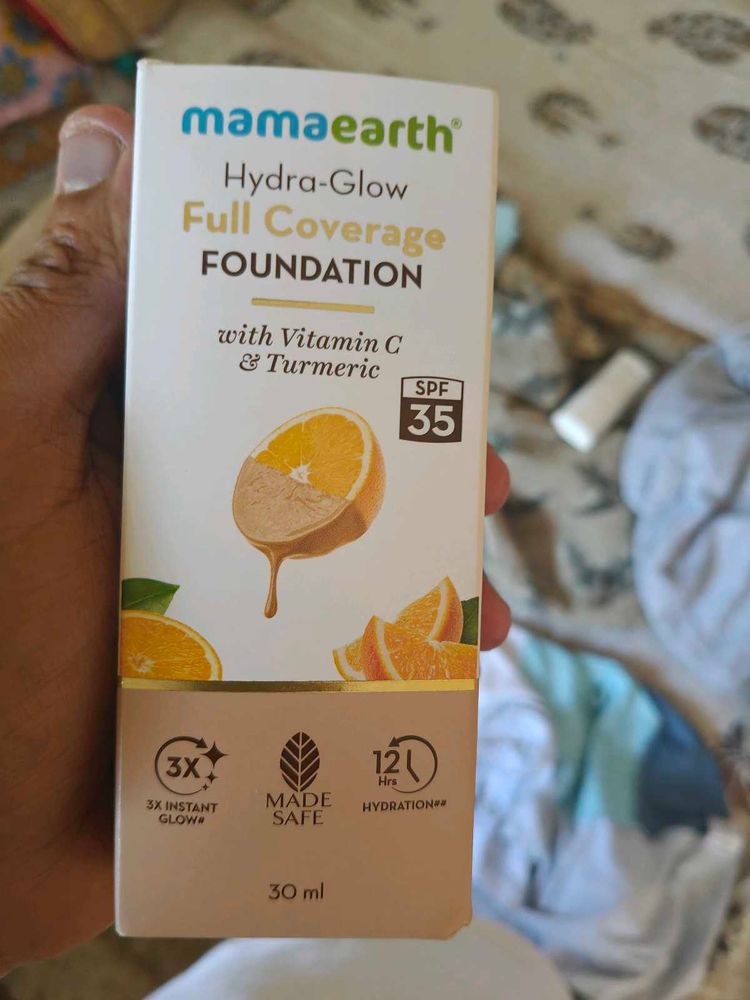 mamaearth®
Hydra-Glow
Full Coverage
FOUNDATION
with Vitamin C
& Turmeric
SPF
35
3X
3X INSTANT
GLOW#
MADE
SAFE
12
Hrs
HYDRATION##
30 ml